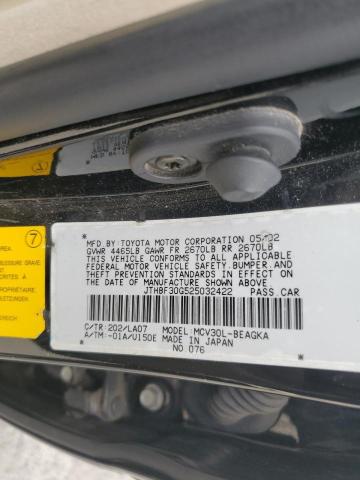 7
AREA
MFD BY TOYOTA MOTOR CORPORATION 05/02
GVWR 4465LB GAWR FR 2670LB RR 2670LB
THIS VEHICLE CONFORMS TO ALL APPLICABLE
FEDERAL MOTOR VEHICLE SAFETY, BUMPER AND
THEFT PREVENTION STANDARDS IN EFFECT ON
THE DATE OF MANUFACTURE SHOWN ABOVE.
JTHBF30G525032422 PASS CAR
C/TR:202/LA07 MODEL:MCV30L-BEAGKA
A/TM:-01A/U150E MADE IN JAPAN
NO.076